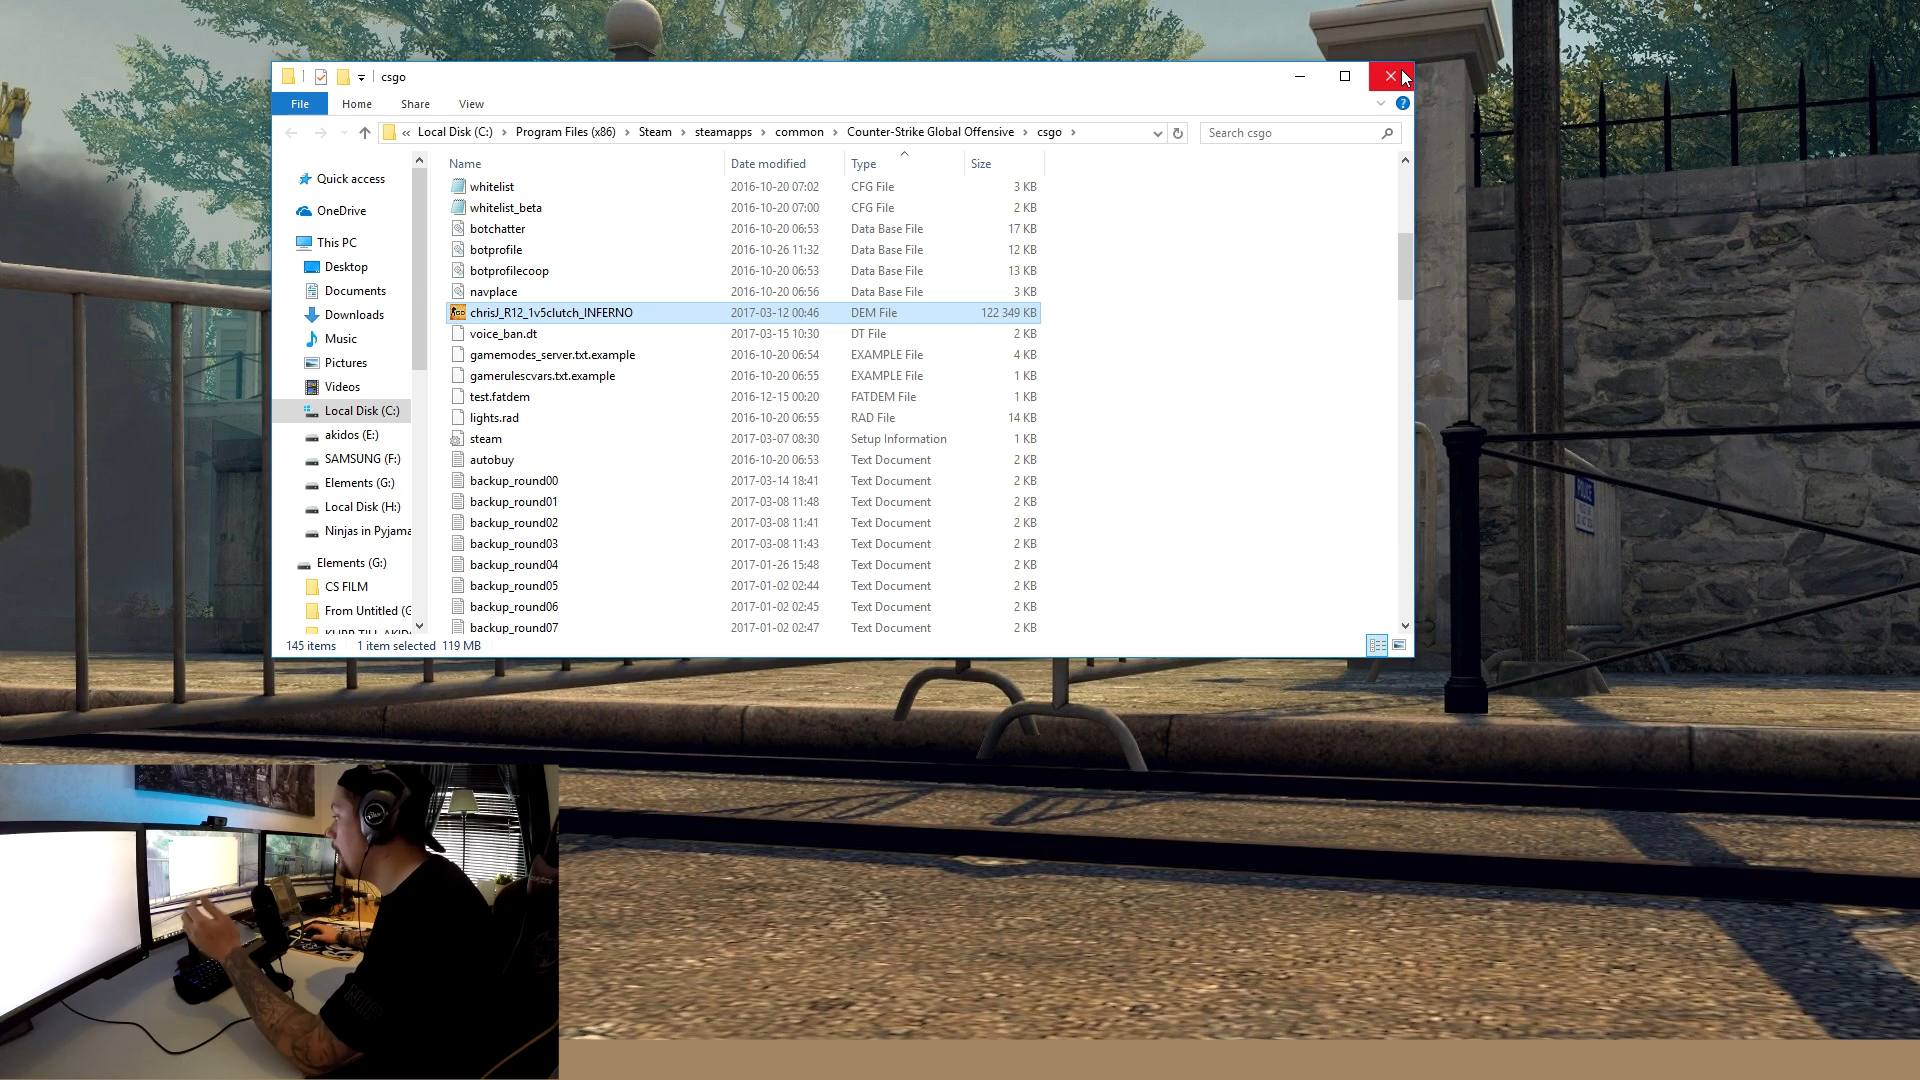 csgo
File Home Share View
« Local Disk (C:) › Program Files (x86) › Steam › steamapps › common › Counter-Strike Global Offensive › csgo ›
Search csgo
Quick access
OneDrive
This PC
Desktop
Documents
Downloads
Music
Pictures
Videos
Local Disk (C:)
akidos (E:)
SAMSUNG (F:)
Elements (G:)
Local Disk (H:)
Ninjas in Pyjama
Elements (G:)
CS FILM
From Untitled (G
Name Date modified Type Size
whitelist 2016-10-20 07:02 CFG File 3 KB
whitelist_beta 2016-10-20 07:00 CFG File 2 KB
botchatter 2016-10-20 06:53 Data Base File 17 KB
botprofile 2016-10-26 11:32 Data Base File 12 KB
botprofilecoop 2016-10-20 06:53 Data Base File 13 KB
navplace 2016-10-20 06:56 Data Base File 3 KB
chrisJ_R12_1v5clutch_INFERNO 2017-03-12 00:46 DEM File 122 349 KB
voice_ban.dt 2017-03-15 10:30 DT File 2 KB
gamemodes_server.txt.example 2016-10-20 06:54 EXAMPLE File 4 KB
gamerulescvars.txt.example 2016-10-20 06:55 EXAMPLE File 1 KB
test.fatdem 2016-12-15 00:20 FATDEM File 1 KB
lights.rad 2016-10-20 06:55 RAD File 14 KB
steam 2017-03-07 08:30 Setup Information 1 KB
autobuy 2016-10-20 06:53 Text Document 2 KB
backup_round00 2017-03-14 18:41 Text Document 2 KB
backup_round01 2017-03-08 11:48 Text Document 2 KB
backup_round02 2017-03-08 11:41 Text Document 2 KB
backup_round03 2017-03-08 11:43 Text Document 2 KB
backup_round04 2017-01-26 15:48 Text Document 2 KB
backup_round05 2017-01-02 02:44 Text Document 2 KB
backup_round06 2017-01-02 02:45 Text Document 2 KB
backup_round07 2017-01-02 02:47 Text Document 2 KB
145 items 1 item selected 119 MB
POLICE